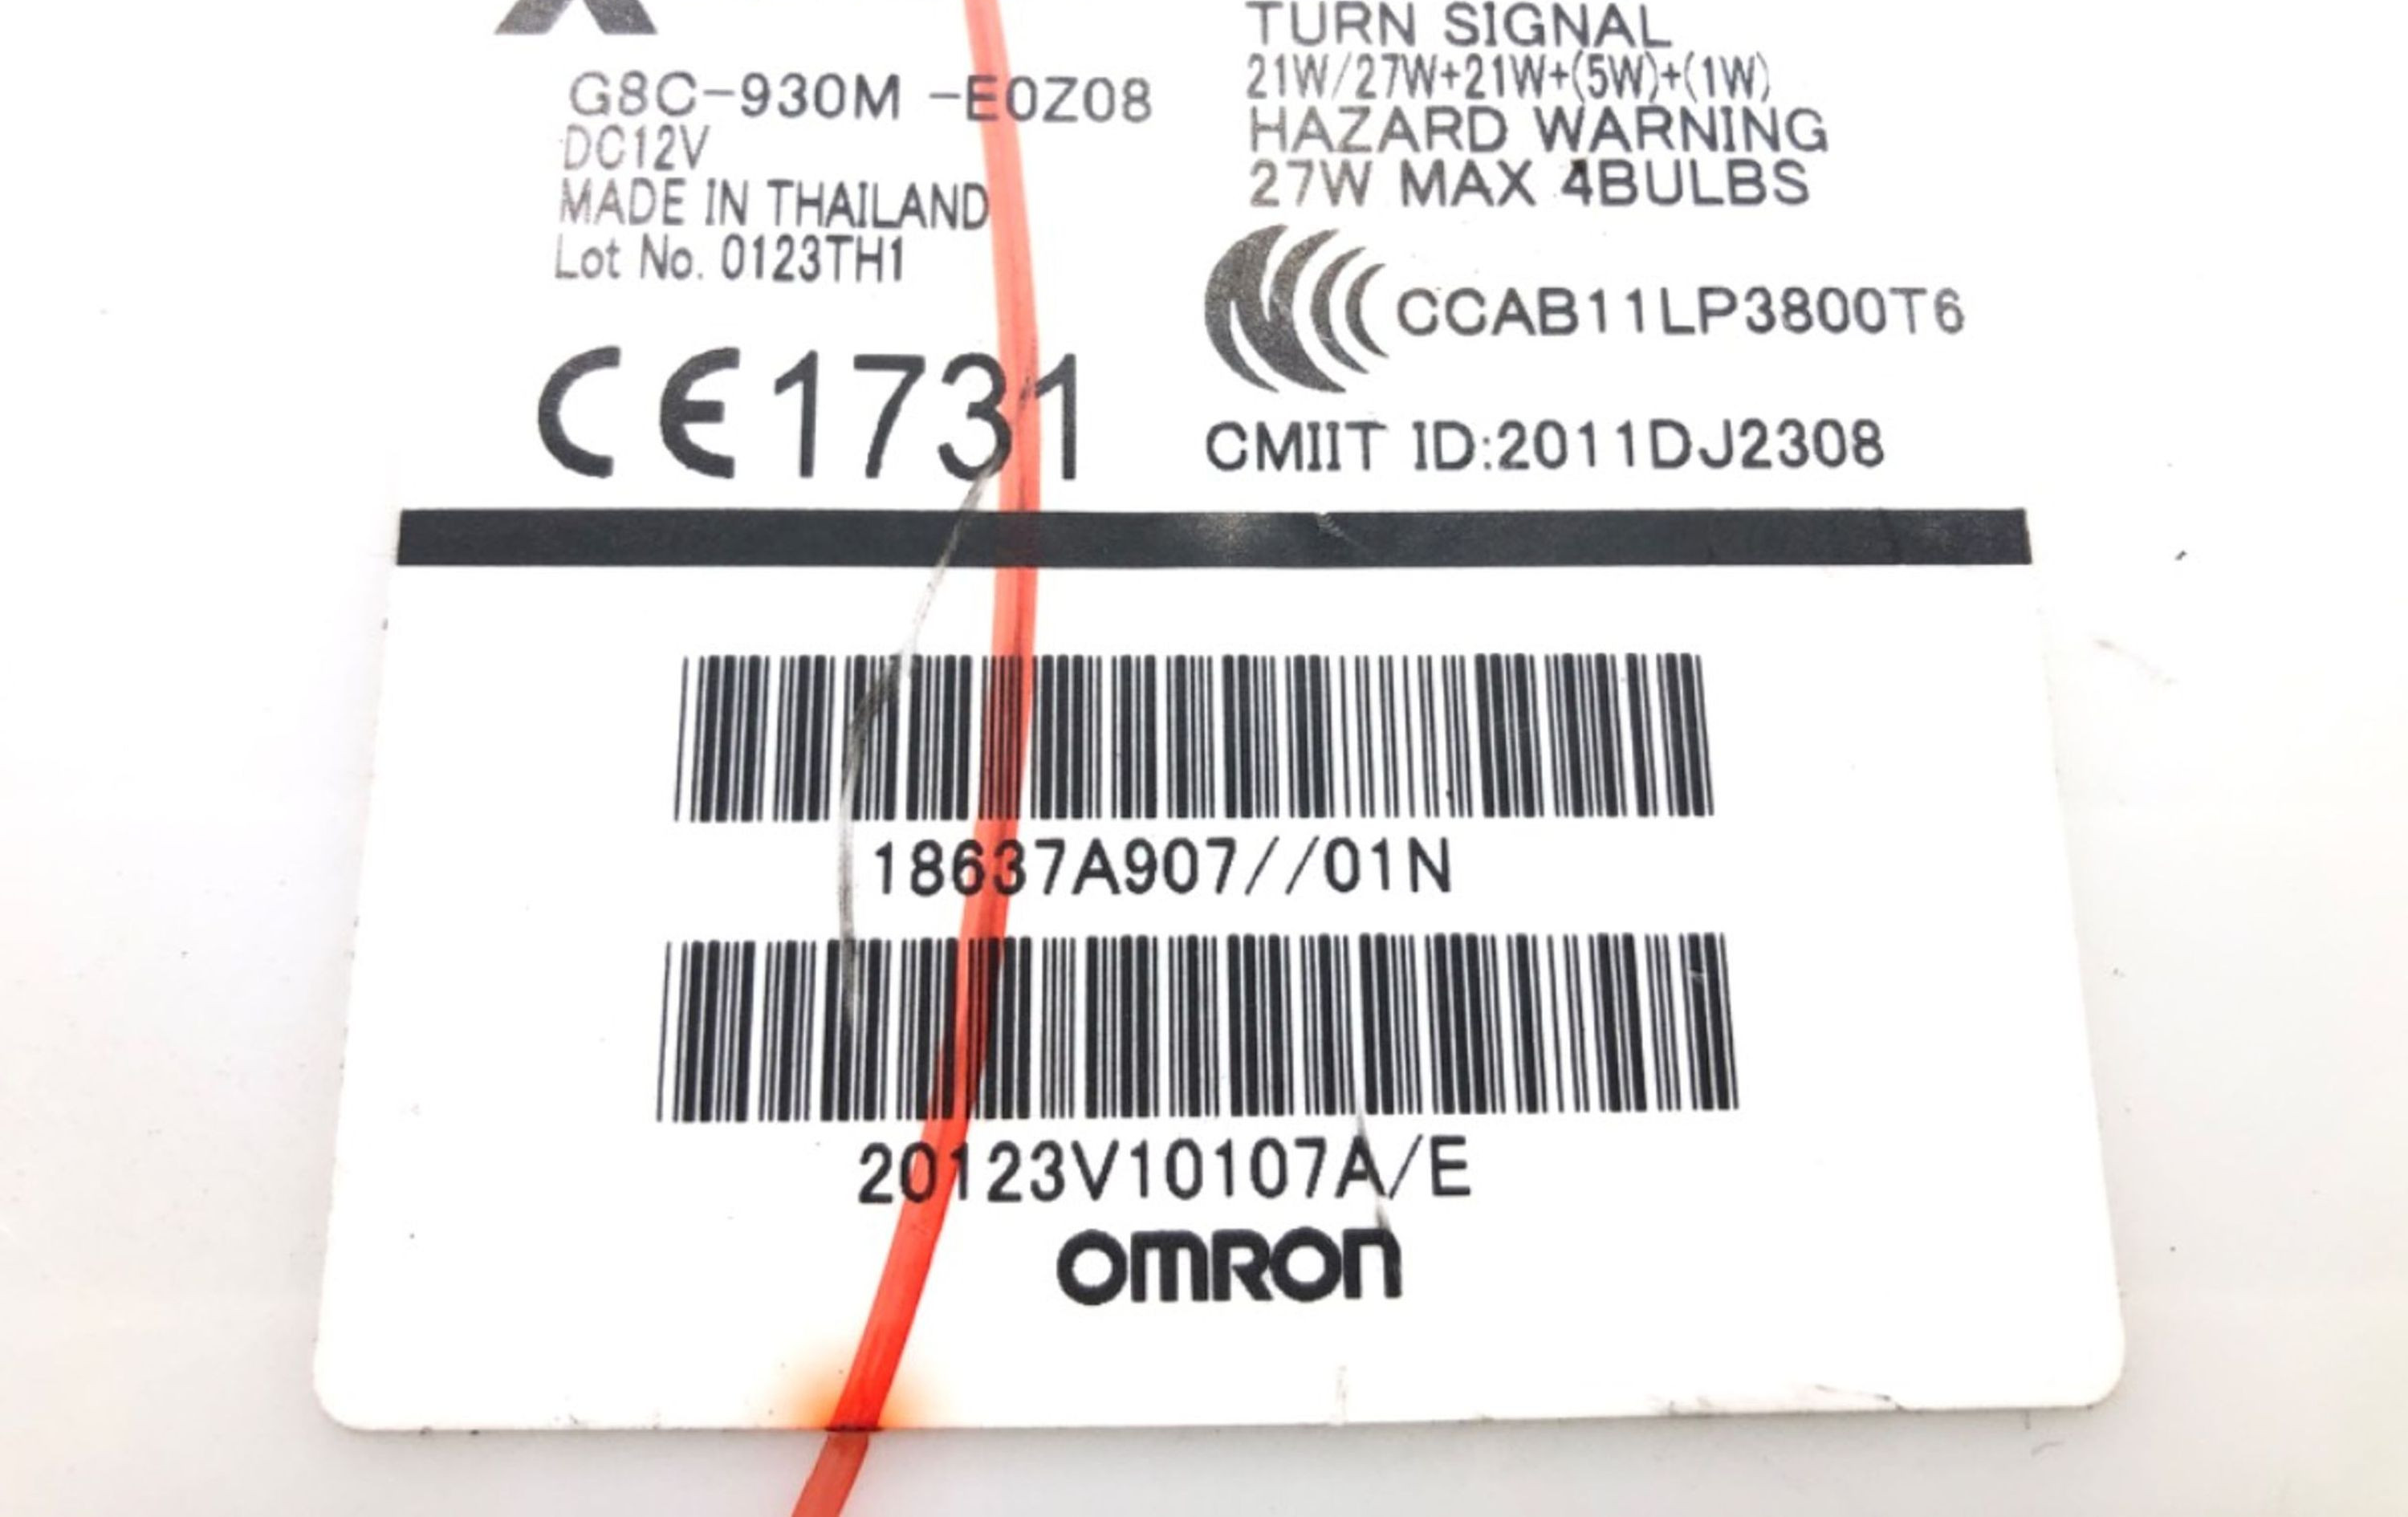 G8C-930M -E0Z08
DC12V
MADE IN THAILAND
Lot No. 0123TH1
CE1731
TURN SIGNAL
21W/27W+21W+(5W)+(1W)
HAZARD WARNING
27W MAX 4BULBS
CCAB11LP3800T6
CMIIT ID:2011DJ2308
18637A907//01N
20123V10107A/E
OMRON